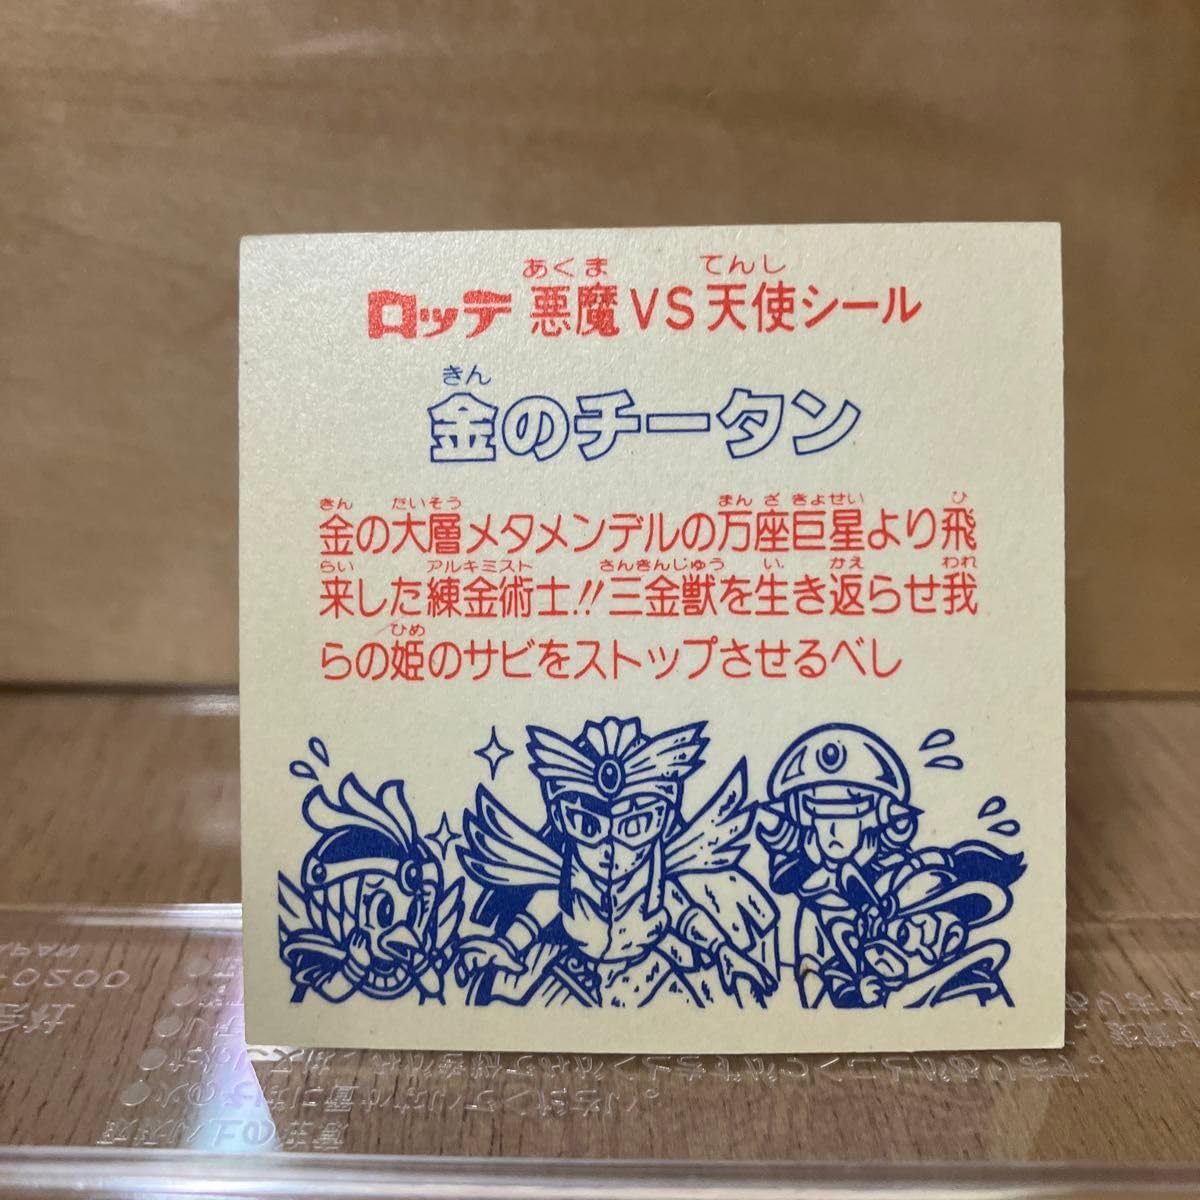 あくま てんし
ロッテ 悪魔VS天使シール
きん
金のチータン
きん たいそう まん ざ きょせい ひ
金の大層メタメンデルの万座巨星より飛
らい アルキミスト さんきんじゅう い かえ われ
来した練金術士!!三金獣を生き返らせ我
ひめ
らの姫のサビをストップさせるべし
0200